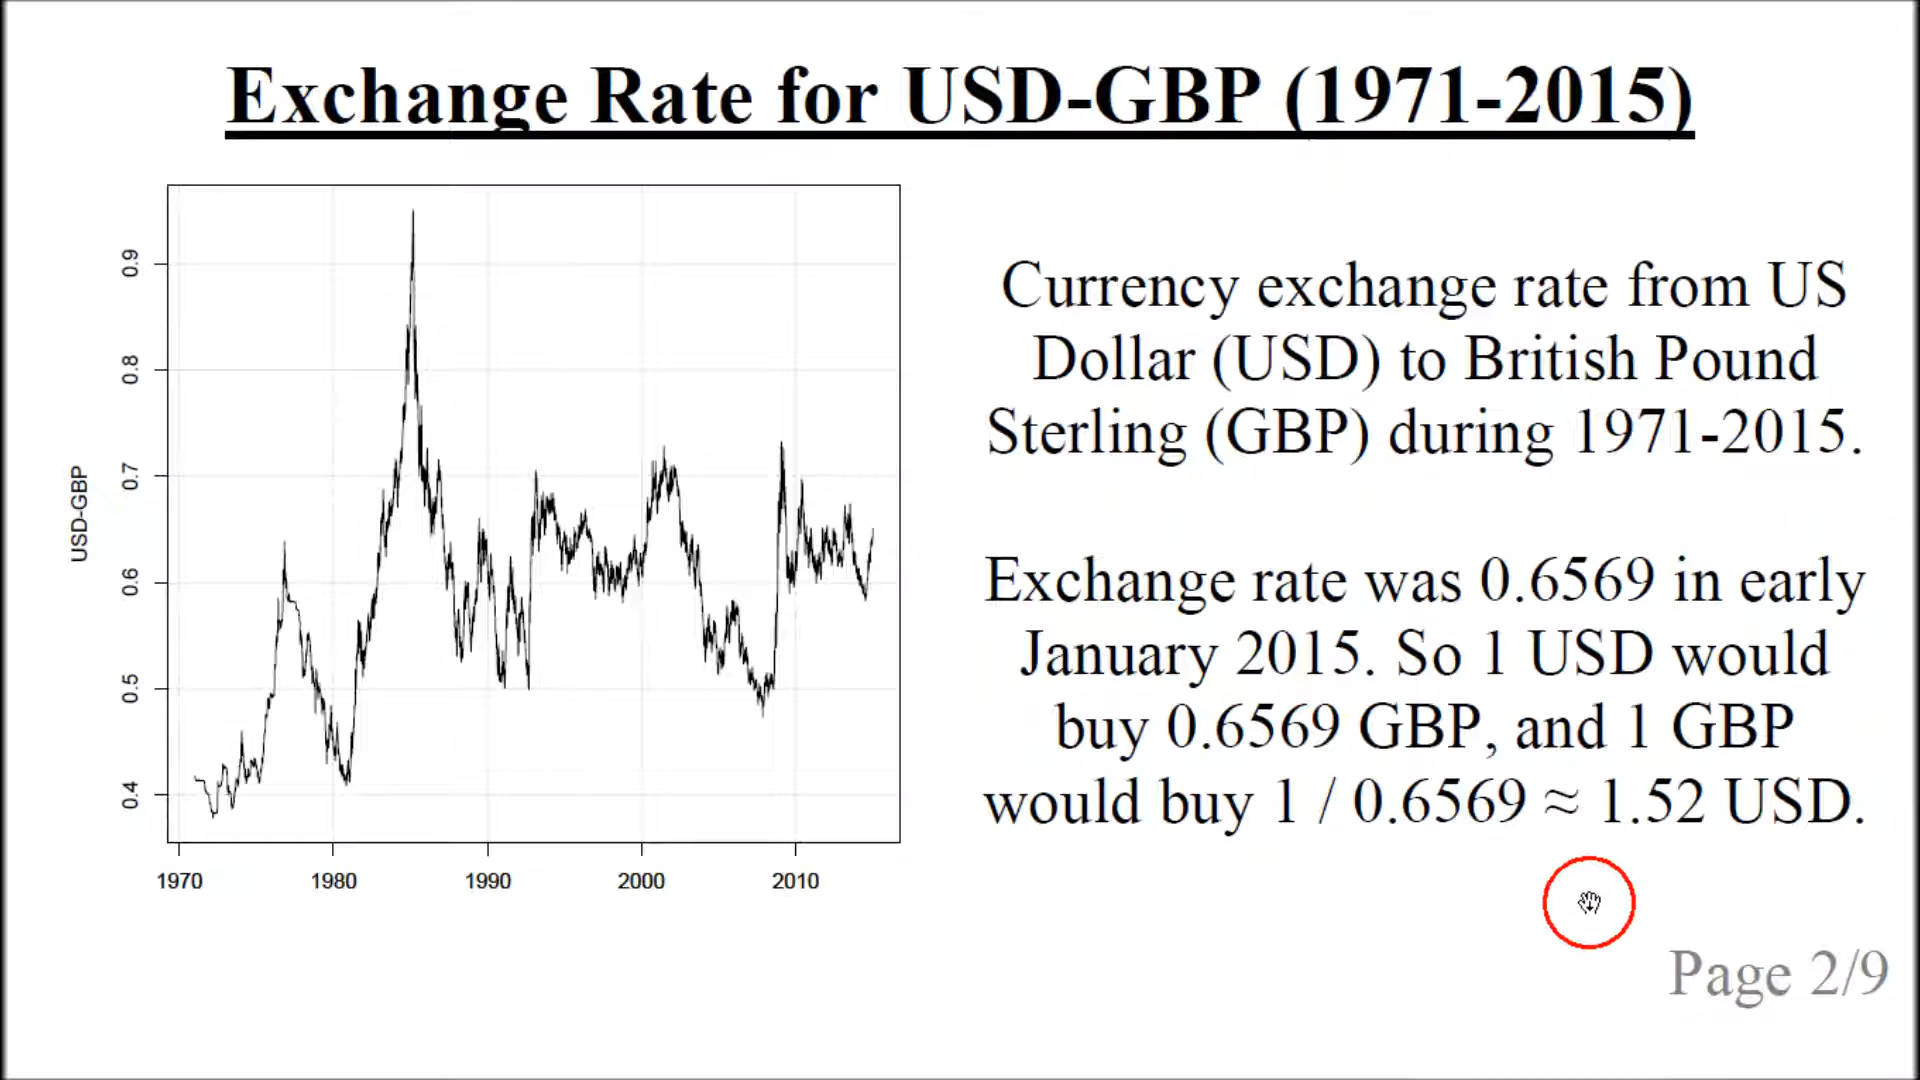 Exchange Rate for USD-GBP (1971-2015)
USD-GBP
0.9
0.8
0.7
0.6
0.5
0.4
1970 1980 1990 2000 2010
Currency exchange rate from US
Dollar (USD) to British Pound
Sterling (GBP) during 1971-2015.
Exchange rate was 0.6569 in early
January 2015. So 1 USD would
buy 0.6569 GBP, and 1 GBP
would buy 1 / 0.6569 ≈ 1.52 USD.
Page 2/9